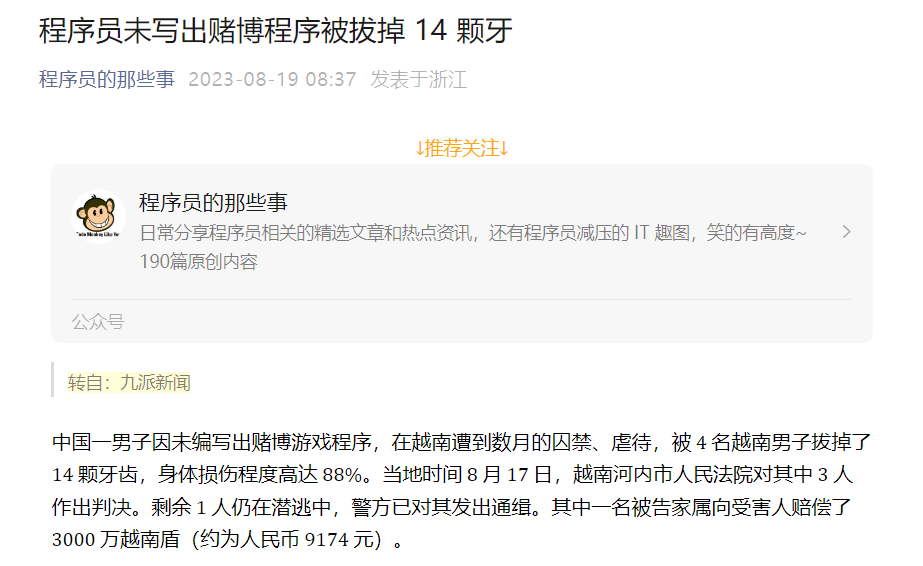 程序员未写出赌博程序被拔掉 14 颗牙
程序员的那些事 2023-08-19 08:37 发表于浙江
↓推荐关注↓
程序员的那些事
日常分享程序员相关的精选文章和热点资讯，还有程序员减压的 IT 趣图，笑的有高度~
190篇原创内容
公众号
转自：九派新闻
中国一男子因未编写出赌博游戏程序，在越南遭到数月的囚禁、虐待，被 4 名越南男子拔掉了
14 颗牙齿，身体损伤程度高达 88%。当地时间 8 月 17 日，越南河内市人民法院对其中 3 人
作出判决。剩余 1 人仍在潜逃中，警方已对其发出通缉。其中一名被告家属向受害人赔偿了
3000 万越南盾（约为人民币 9174 元）。